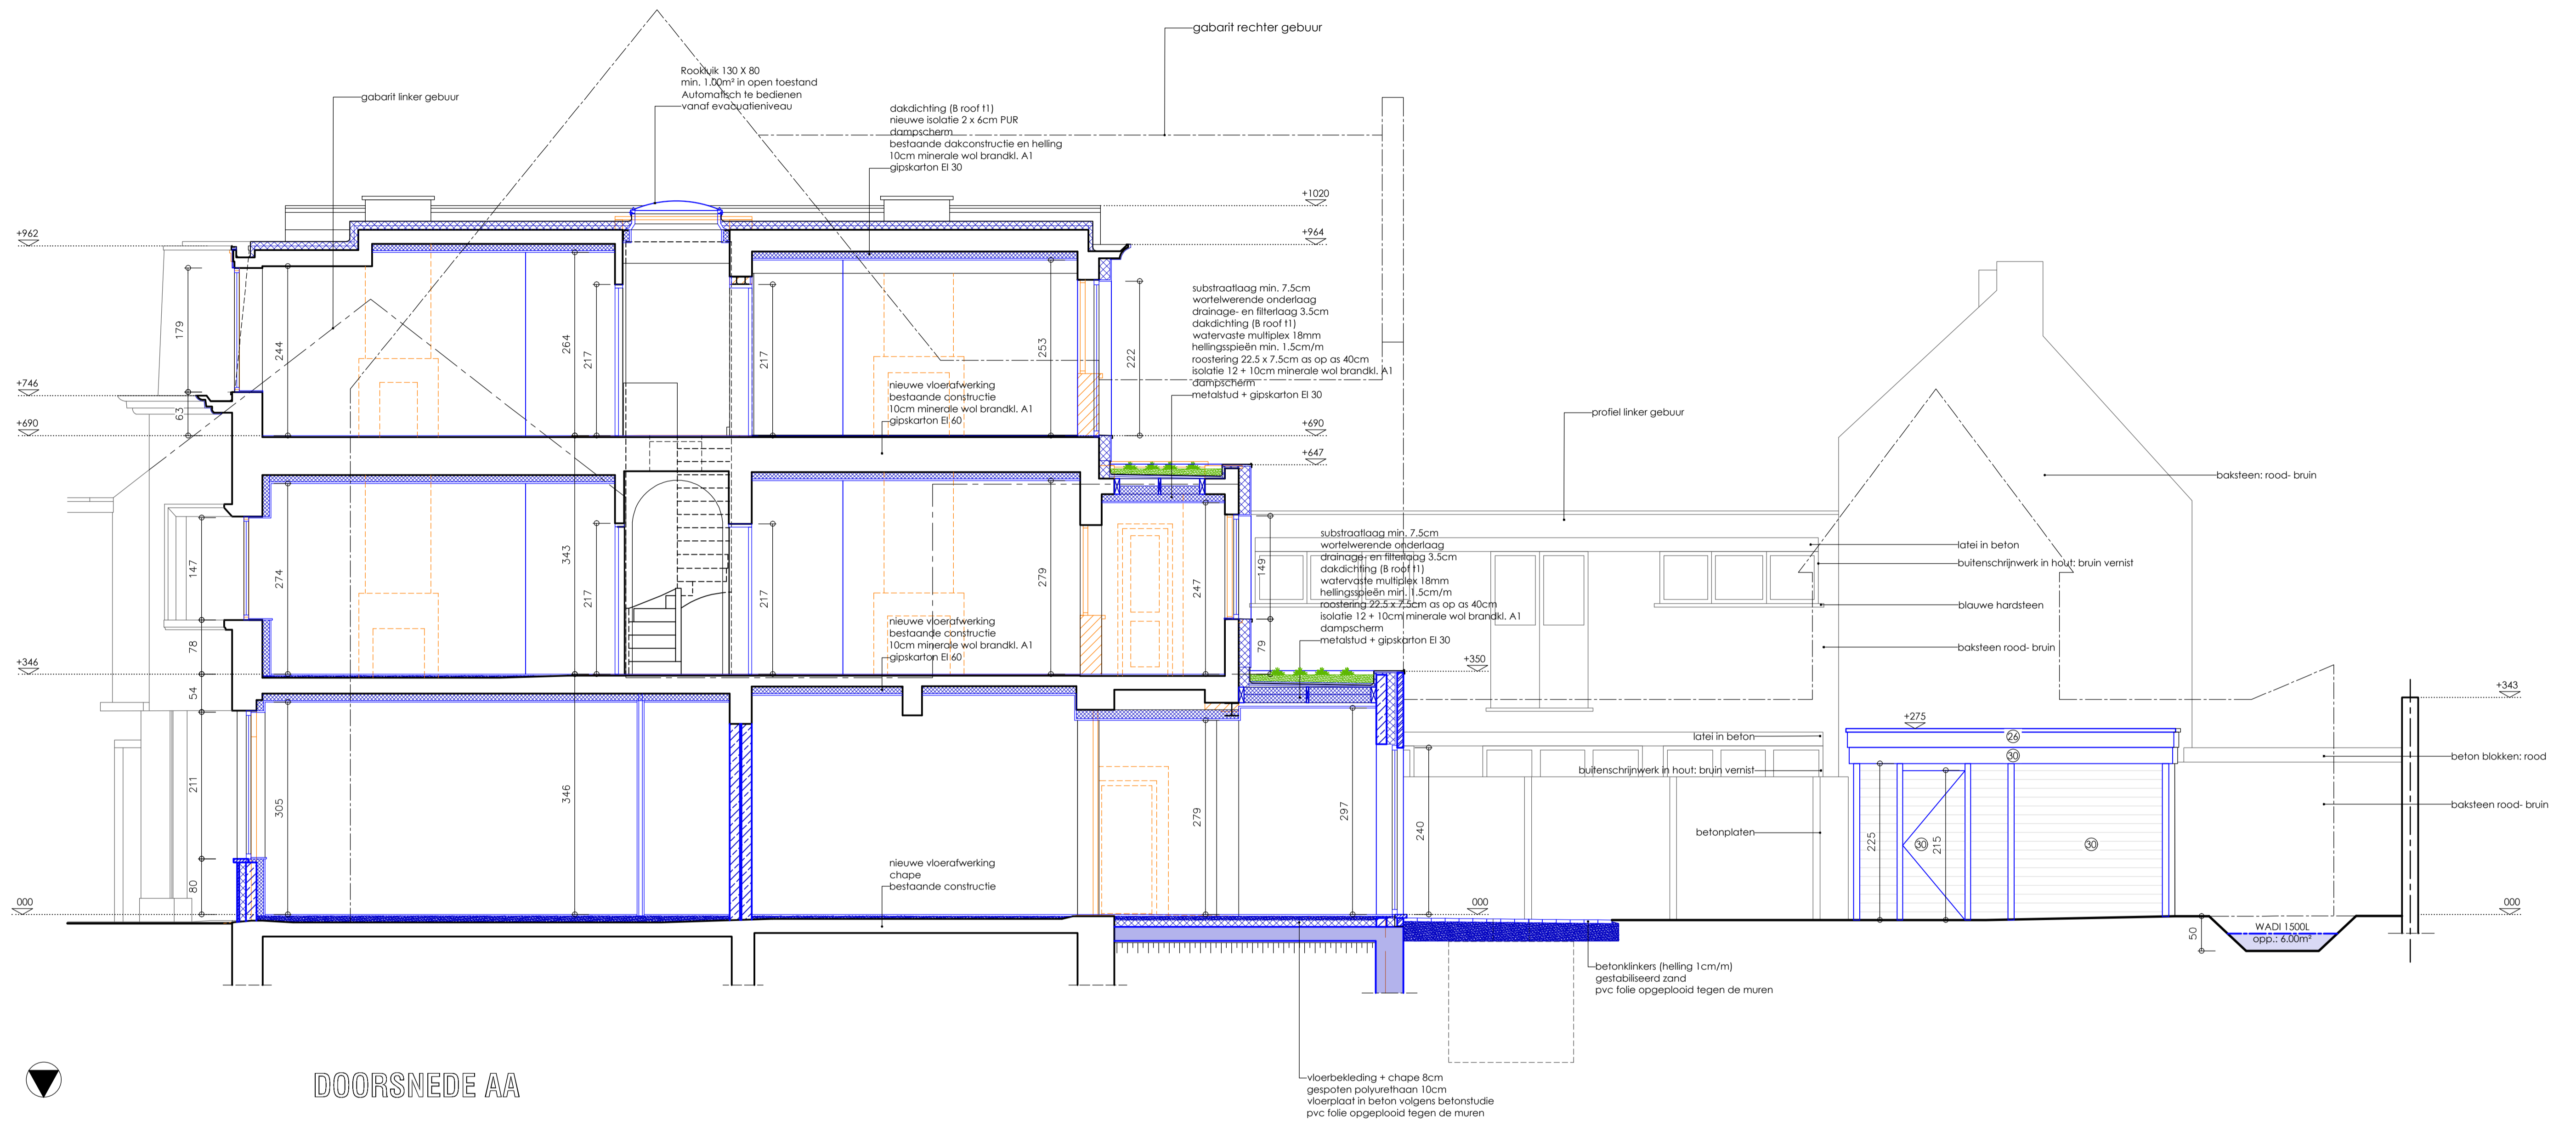 gabarit rechter gebuur
gabarit linker gebuur
Rookluik 130 X 80
min. 1.00m² in open toestand
Automatisch te bedienen
vanaf evacuatieniveau
dakdichting (B roof t1)
nieuwe isolatie 2 x 6cm PUR
dampscherm
bestaande dakconstructie en helling
10cm minerale wol brandkl. A1
gipskarton EI 30
+1020
+962
+964
substraatlaag min. 7.5cm
wortelwerende onderlaag
drainage- en filterlaag 3.5cm
dakdichting (B roof t1)
watervaste multiplex 18mm
hellingsspieën min. 1.5cm/m
roostering 22.5 x 7.5cm as op as 40cm
isolatie 12 + 10cm minerale wol brandkl. A1
dampscherm
metalstud + gipskarton EI 30
179
244
264
217
217
253
222
+746
63
+690
nieuwe vloerafwerking
bestaande constructie
10cm minerale wol brandkl. A1
gipskarton EI 60
+690
+647
profiel linker gebuur
baksteen: rood- bruin
substraatlaag min. 7.5cm
wortelwerende onderlaag
drainage- en filterlaag 3.5cm
dakdichting (B roof t1)
watervaste multiplex 18mm
hellingsspieën min. 1.5cm/m
roostering 22.5 x 7.5cm as op as 40cm
isolatie 12 + 10cm minerale wol brandkl. A1
dampscherm
metalstud + gipskarton EI 30
latei in beton
buitenschrijnwerk in hout: bruin vernist
blauwe hardsteen
baksteen rood- bruin
147
274
343
217
217
279
247
149
78
79
nieuwe vloerafwerking
bestaande constructie
10cm minerale wol brandkl. A1
gipskarton EI 60
+346
+350
+343
54
+275
26
30
latei in beton
buitenschrijnwerk in hout: bruin vernist
betonplaten
beton blokken: rood
baksteen rood- bruin
211
305
346
279
297
240
225
30
215
30
80
nieuwe vloerafwerking
chape
bestaande constructie
000
000
000
50
WADI 1500L
opp.: 6.00m²
betonklinkers (helling 1cm/m)
gestabiliseerd zand
pvc folie opgeplooid tegen de muren
vloerbekleding + chape 8cm
gespoten polyurethaan 10cm
vloerplaat in beton volgens betonstudie
pvc folie opgeplooid tegen de muren
DOORSNEDE AA